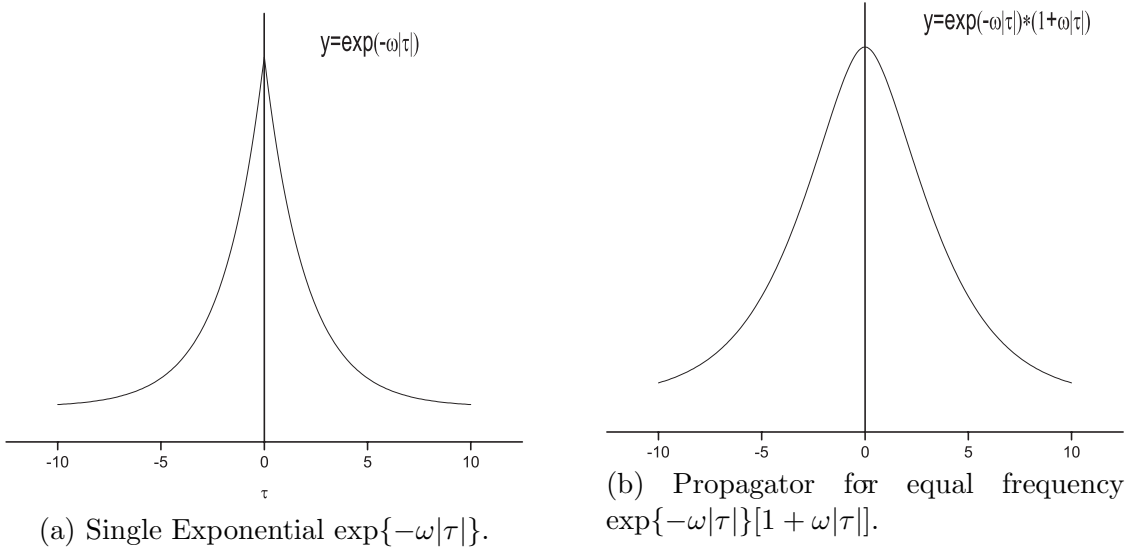 y=exp(-ω|τ|)
-10 -5 0 5 10
τ
(a) Single Exponential exp{−ω|τ|}.
y=exp(-ω|τ|)*(1+ω|τ|)
-10 -5 0 5 10
τ
(b) Propagator for equal frequency
exp{−ω|τ|}[1 + ω|τ|].